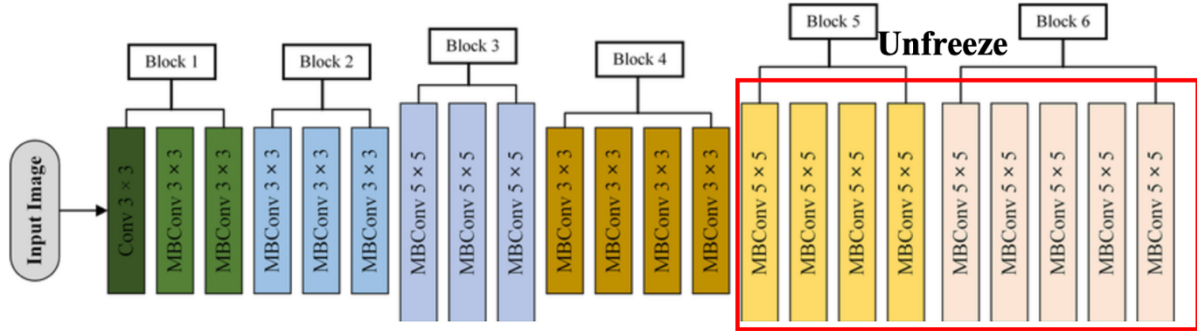 Block 1
Block 2
Block 3
Block 4
Block 5
Block 6
Unfreeze
Input Image
Conv 3 × 3
MBConv 3 × 3
MBConv 3 × 3
MBConv 3 × 3
MBConv 3 × 3
MBConv 3 × 3
MBConv 5 × 5
MBConv 5 × 5
MBConv 5 × 5
MBConv 3 × 3
MBConv 3 × 3
MBConv 3 × 3
MBConv 3 × 3
MBConv 5 × 5
MBConv 5 × 5
MBConv 5 × 5
MBConv 5 × 5
MBConv 5 × 5
MBConv 5 × 5
MBConv 5 × 5
MBConv 5 × 5
MBConv 5 × 5